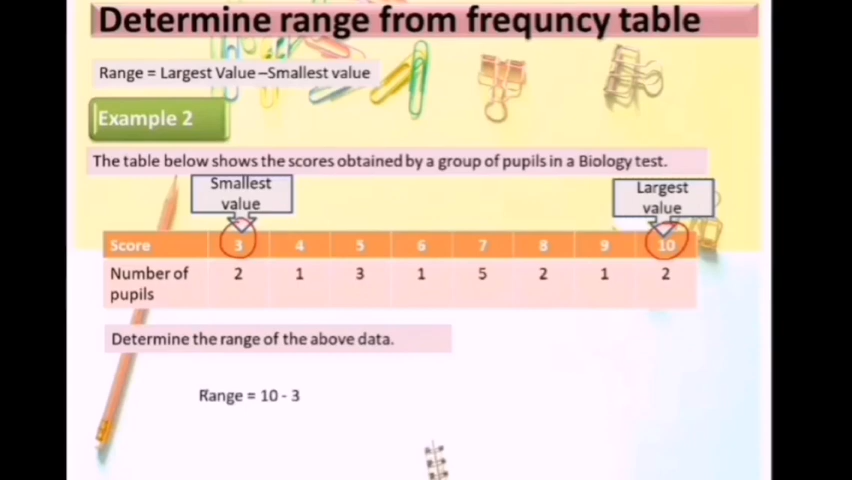 Determine range from frequncy table
Range = Largest Value –Smallest value
Example 2
The table below shows the scores obtained by a group of pupils in a Biology test.
Smallest
value
Largest
value
Score 3 4 5 6 7 8 9 10
Number of 2 1 3 1 5 2 1 2
pupils
Determine the range of the above data.
Range = 10 - 3